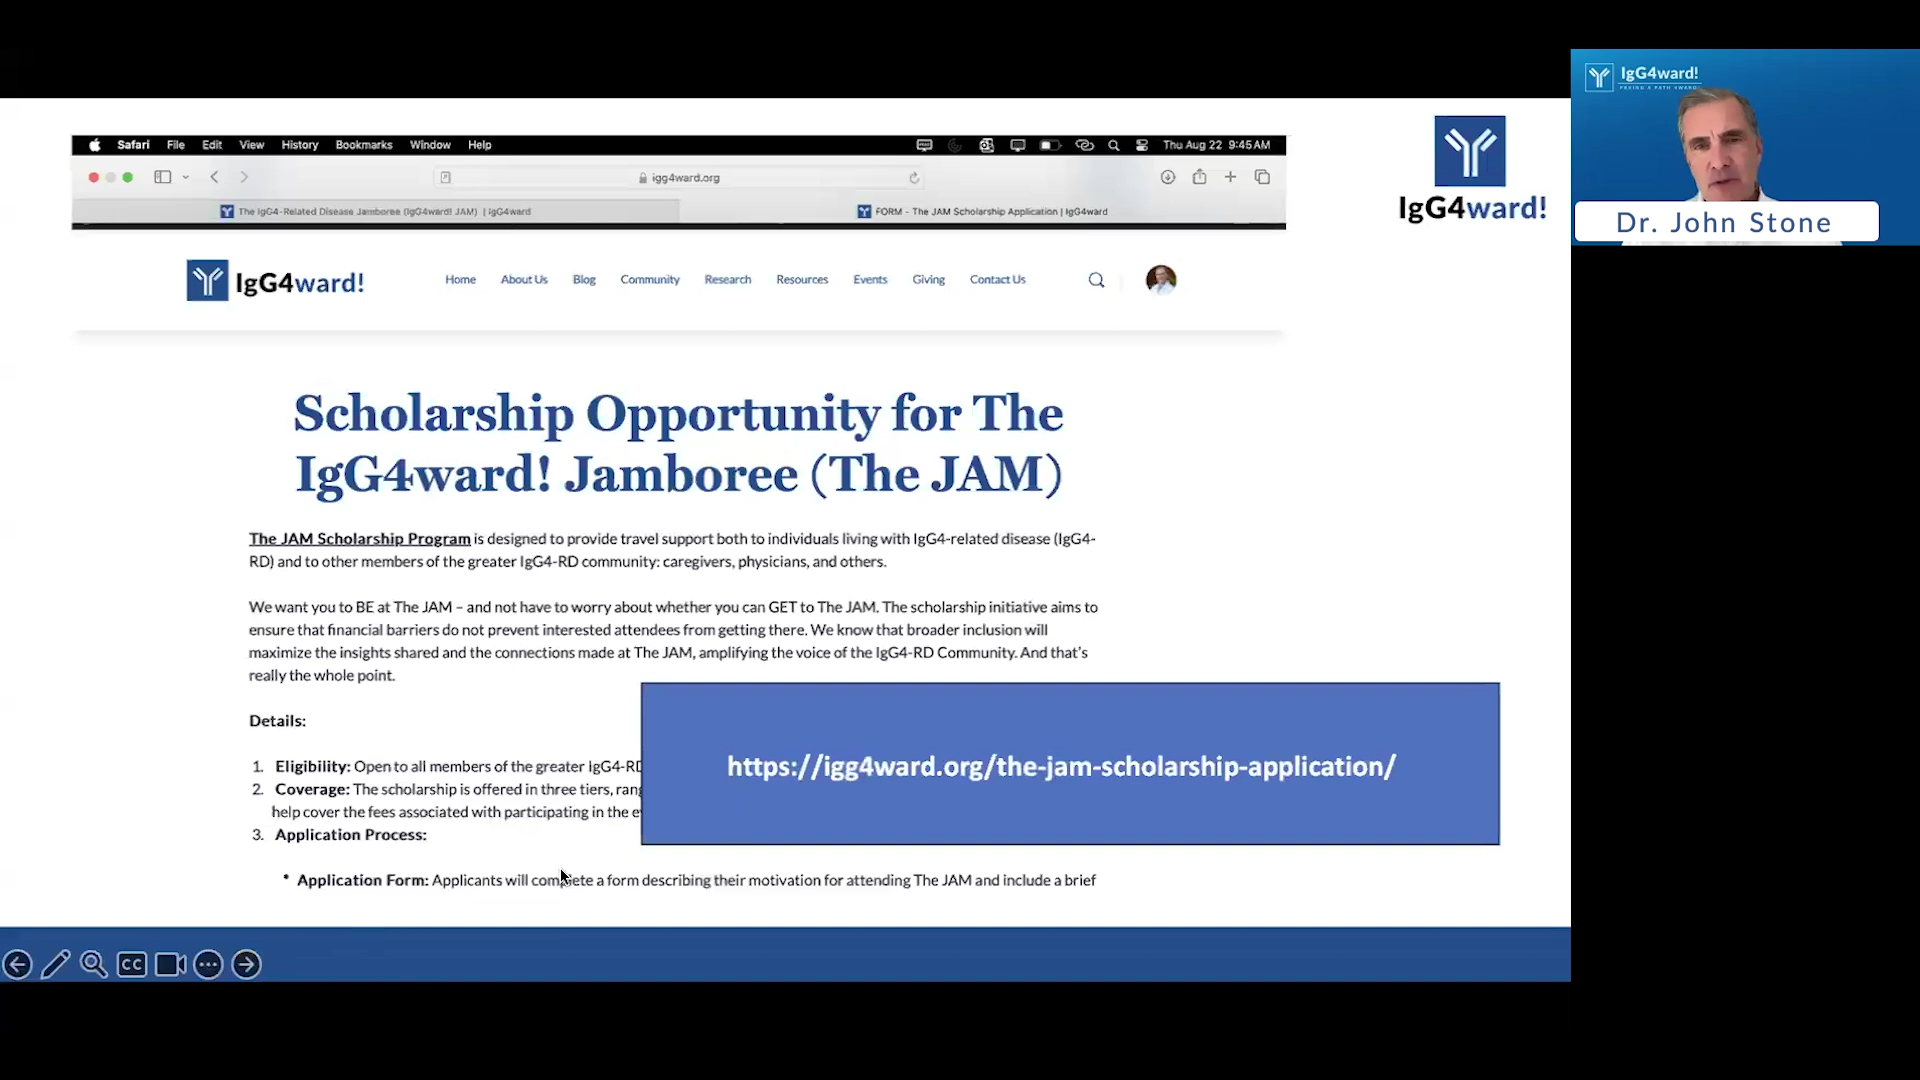 Safari File Edit View History Bookmarks Window Help Thu Aug 22 9:45 AM
igg4ward.org
The IgG4-Related Disease Jamboree (IgG4ward! JAM) | IgG4ward
FORM - The JAM Scholarship Application | IgG4ward
IgG4ward!
IgG4ward!
PAVING A PATH 4WARD!
Dr. John Stone
IgG4ward!
Home About Us Blog Community Research Resources Events Giving Contact Us
Scholarship Opportunity for The
IgG4ward! Jamboree (The JAM)
The JAM Scholarship Program is designed to provide travel support both to individuals living with IgG4-related disease (IgG4-
RD) and to other members of the greater IgG4-RD community: caregivers, physicians, and others.
We want you to BE at The JAM – and not have to worry about whether you can GET to The JAM. The scholarship initiative aims to
ensure that financial barriers do not prevent interested attendees from getting there. We know that broader inclusion will
maximize the insights shared and the connections made at The JAM, amplifying the voice of the IgG4-RD Community. And that's
really the whole point.
Details:
1. Eligibility: Open to all members of the greater IgG4-RD
2. Coverage: The scholarship is offered in three tiers,
help cover the fees associated with participating in the
3. Application Process:
https://igg4ward.org/the-jam-scholarship-application/
• Application Form: Applicants will complete a form describing their motivation for attending The JAM and include a brief
CC